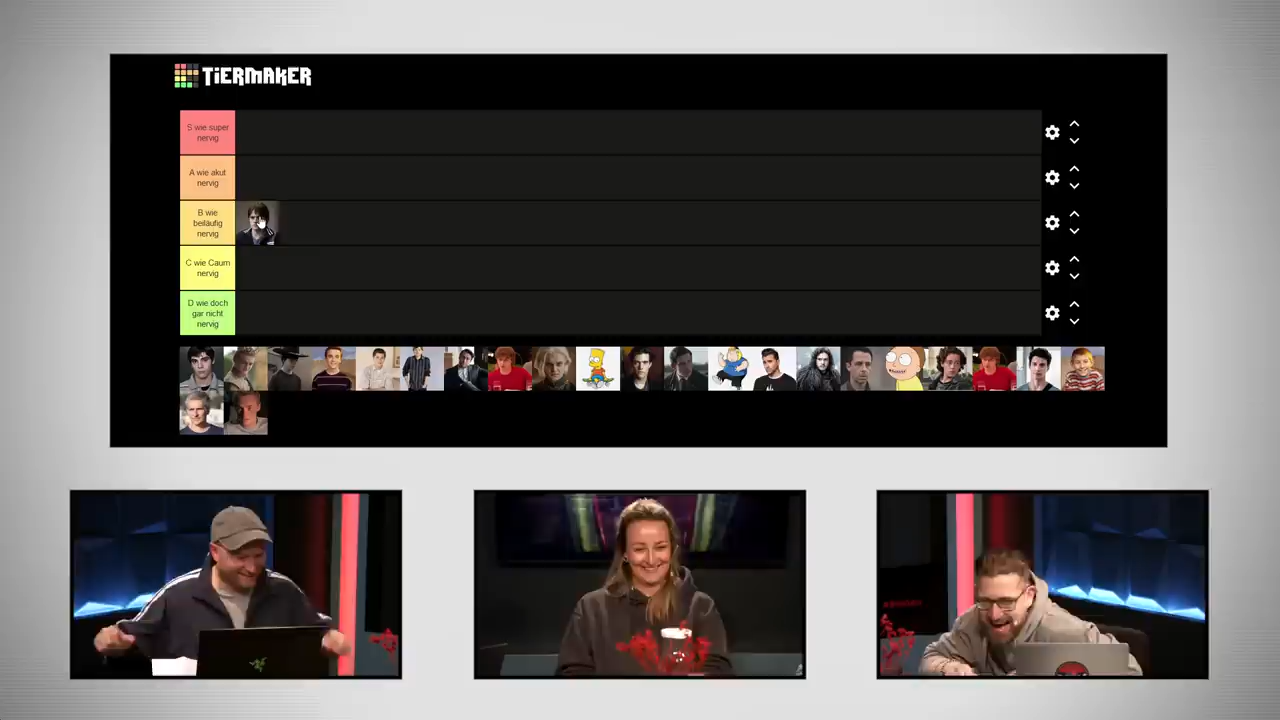 TiERMAKER
S wie super
nervig
A wie akut
nervig
B wie
beiläufig
nervig
C wie Caum
nervig
D wie doch
gar nicht
nervig